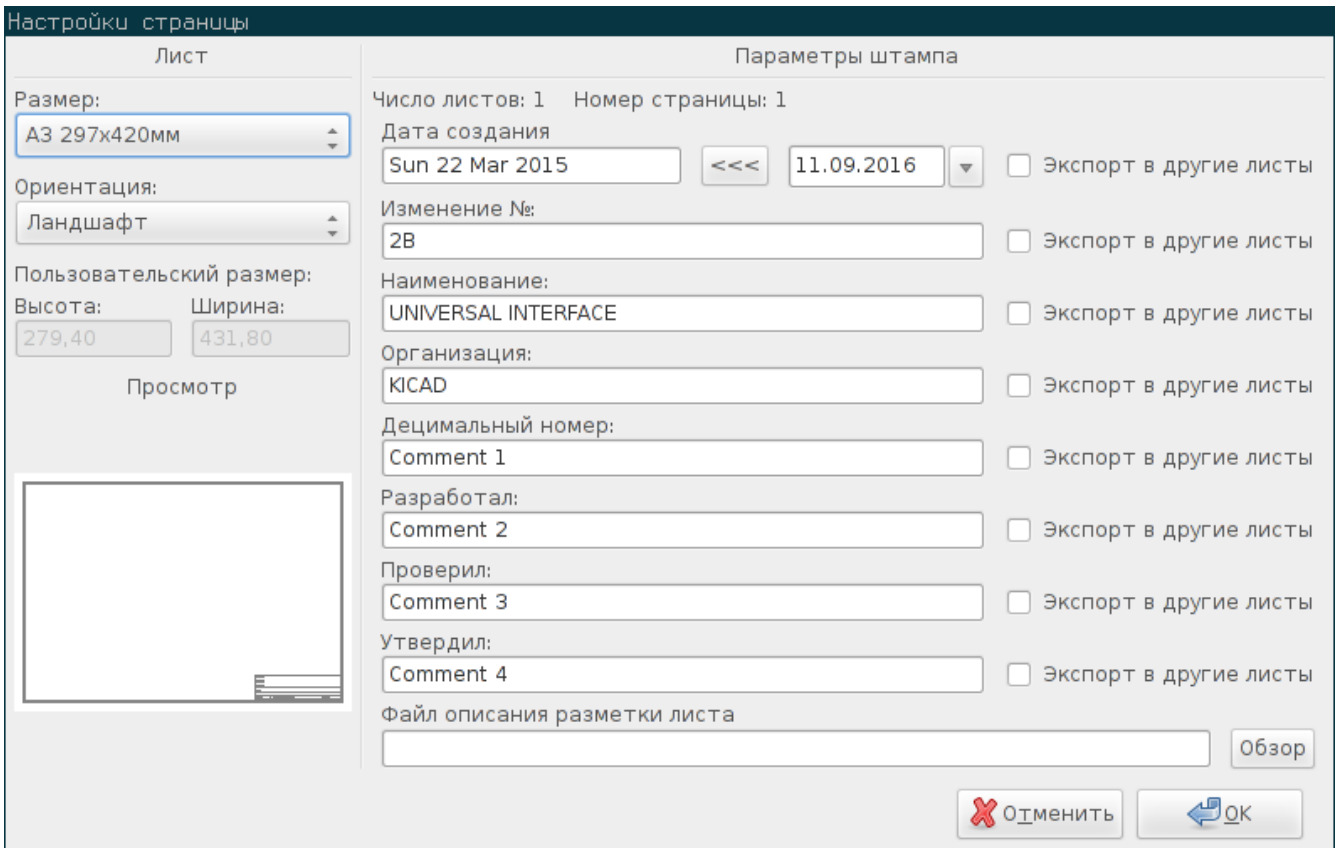 Настройки страницы
Лист
Размер:
A3 297x420мм
Ориентация:
Ландшафт
Пользовательский размер:
Высота: Ширина:
279,40 431,80
Просмотр
Параметры штампа
Число листов: 1 Номер страницы: 1
Дата создания
Sun 22 Mar 2015 <<< 11.09.2016 Экспорт в другие листы
Изменение №:
2B Экспорт в другие листы
Наименование:
UNIVERSAL INTERFACE Экспорт в другие листы
Организация:
KICAD Экспорт в другие листы
Децимальный номер:
Comment 1 Экспорт в другие листы
Разработал:
Comment 2 Экспорт в другие листы
Проверил:
Comment 3 Экспорт в другие листы
Утвердил:
Comment 4 Экспорт в другие листы
Файл описания разметки листа
Обзор
Отменить OK